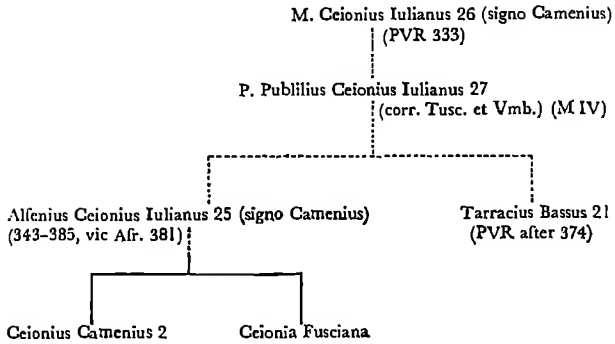 M. Ceionius Iulianus 26 (signo Camenius)
(PVR 333)
P. Publilius Ceionius Iulianus 27
(corr. Tusc. et Vmb.) (M IV)
Alfenius Ceionius Iulianus 25 (signo Camenius)
(343–385, vic Afr. 381)
Tarracius Bassus 21
(PVR after 374)
Ceionius Camenius 2
Ceionia Fusciana